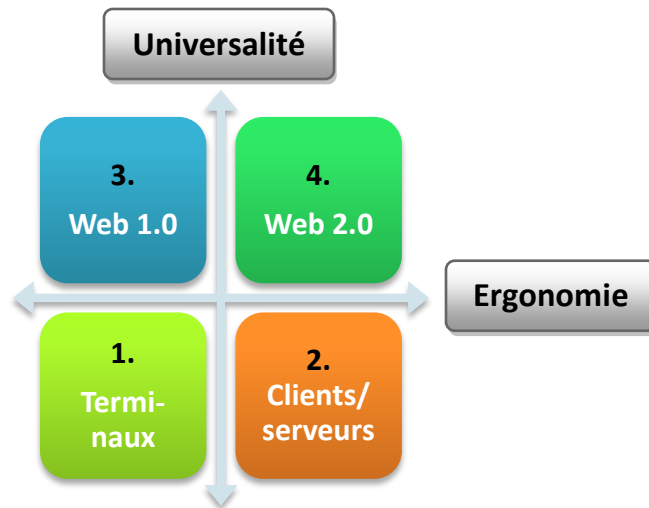 Universalité
3.
Web 1.0
4.
Web 2.0
Ergonomie
1.
Termi-
naux
2.
Clients/
serveurs